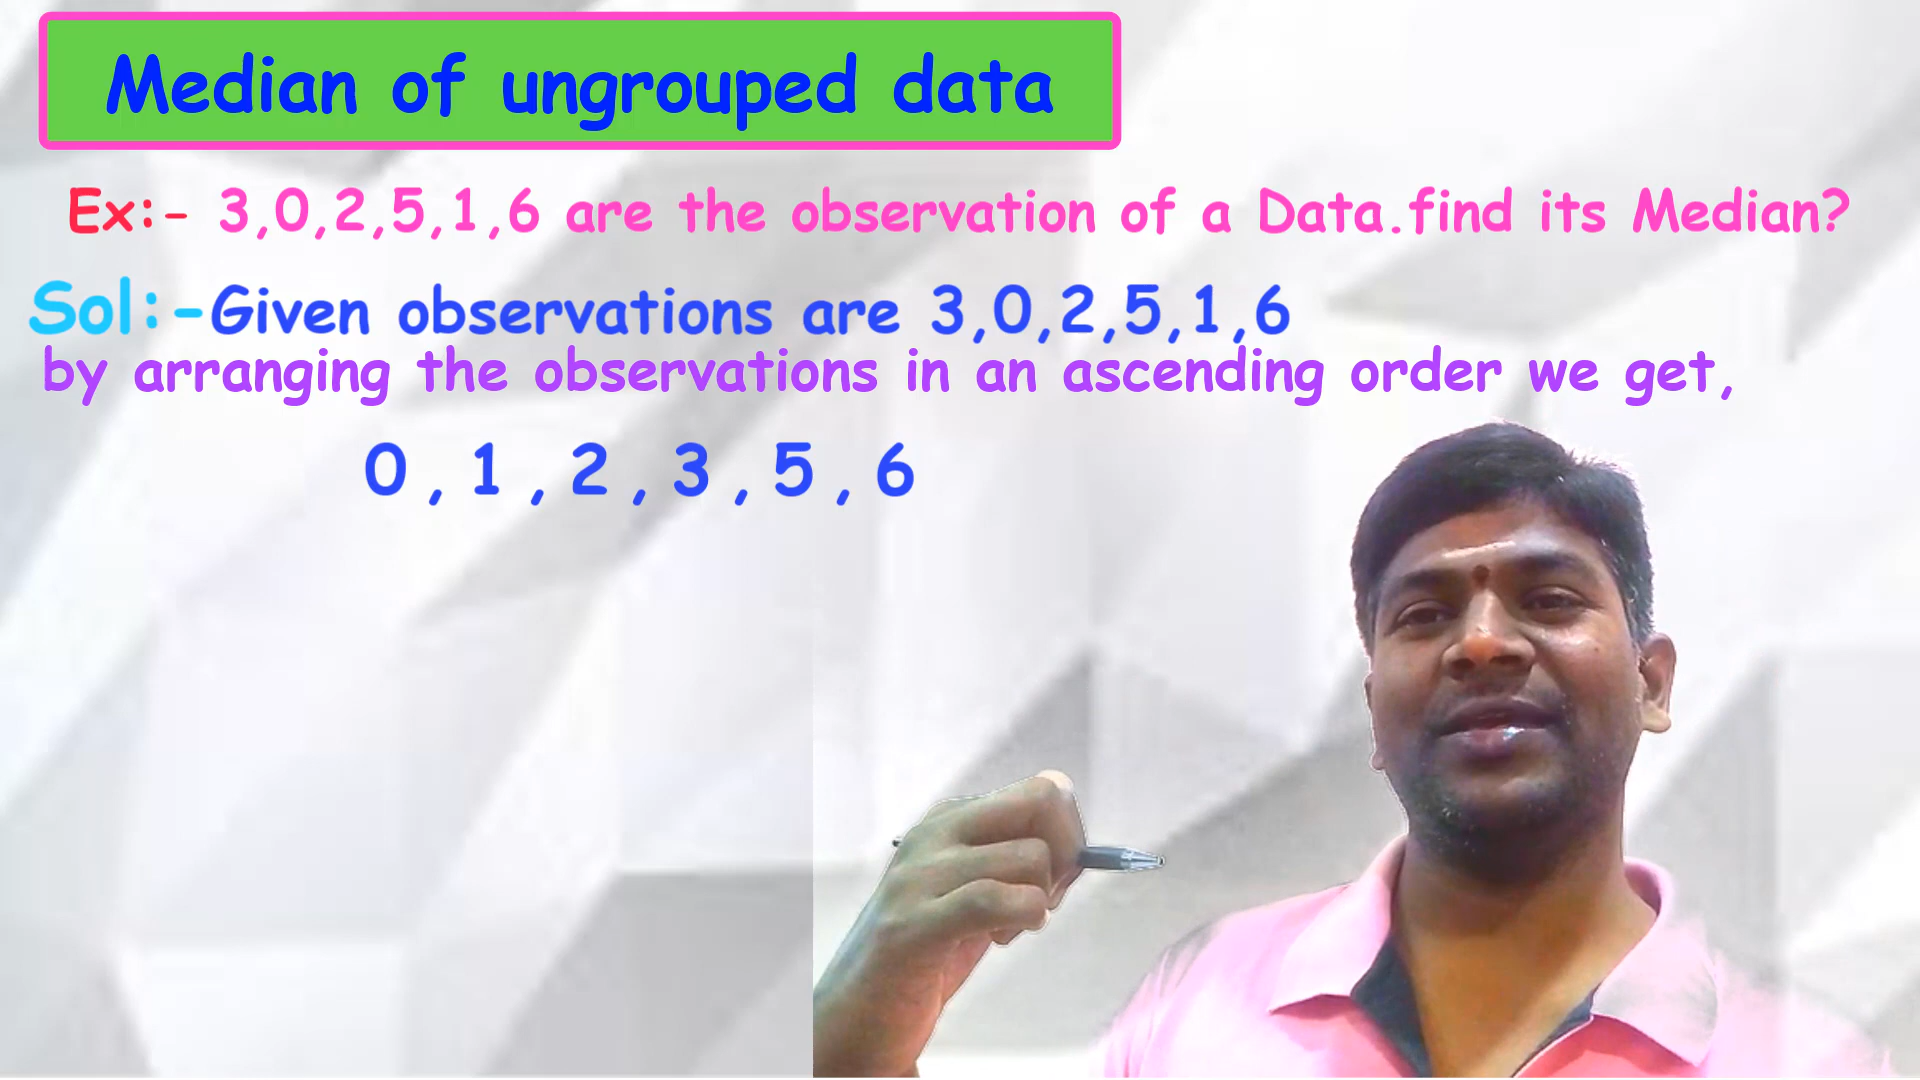 Median of ungrouped data
Ex:- 3,0,2,5,1,6 are the observation of a Data.find its Median?
Sol:-Given observations are 3,0,2,5,1,6
by arranging the observations in an ascending order we get,
0 , 1 , 2 , 3 , 5 , 6